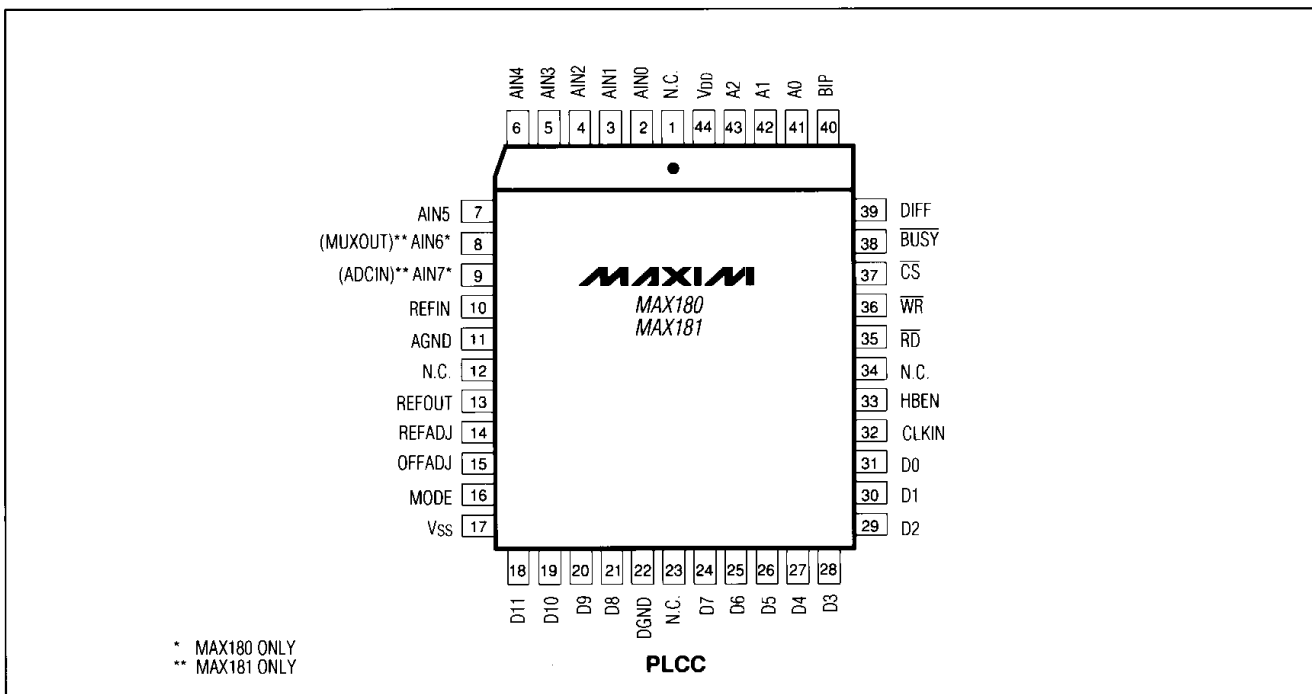 AIN4 AIN3 AIN2 AIN1 AIN0 N.C. VDD A2 A1 A0 BIP
6 5 4 3 2 1 44 43 42 41 40
AIN5 7
(MUXOUT)** AIN6* 8
(ADCIN)** AIN7* 9
REFIN 10
AGND 11
N.C. 12
REFOUT 13
REFADJ 14
OFFADJ 15
MODE 16
VSS 17
MAXIM
MAX180
MAX181
39 DIFF
38 B̅U̅S̅Y̅
37 C̅S̅
36 W̅R̅
35 R̅D̅
34 N.C.
33 HBEN
32 CLKIN
31 D0
30 D1
29 D2
18 19 20 21 22 23 24 25 26 27 28
D11 D10 D9 D8 DGND N.C. D7 D6 D5 D4 D3
* MAX180 ONLY
** MAX181 ONLY
PLCC